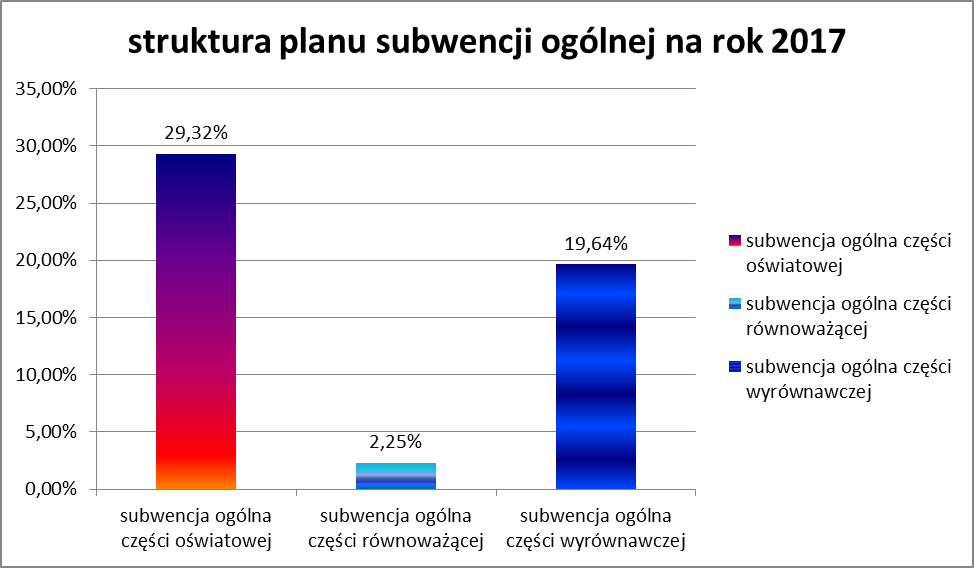 struktura planu subwencji ogólnej na rok 2017
35,00%
30,00%
25,00%
20,00%
15,00%
10,00%
5,00%
0,00%
29,32%
2,25%
19,64%
subwencja ogólna
części oświatowej
subwencja ogólna
części równoważącej
subwencja ogólna
części wyrównawczej
subwencja ogólna części
oświatowej
subwencja ogólna części
równoważącej
subwencja ogólna części
wyrównawczej